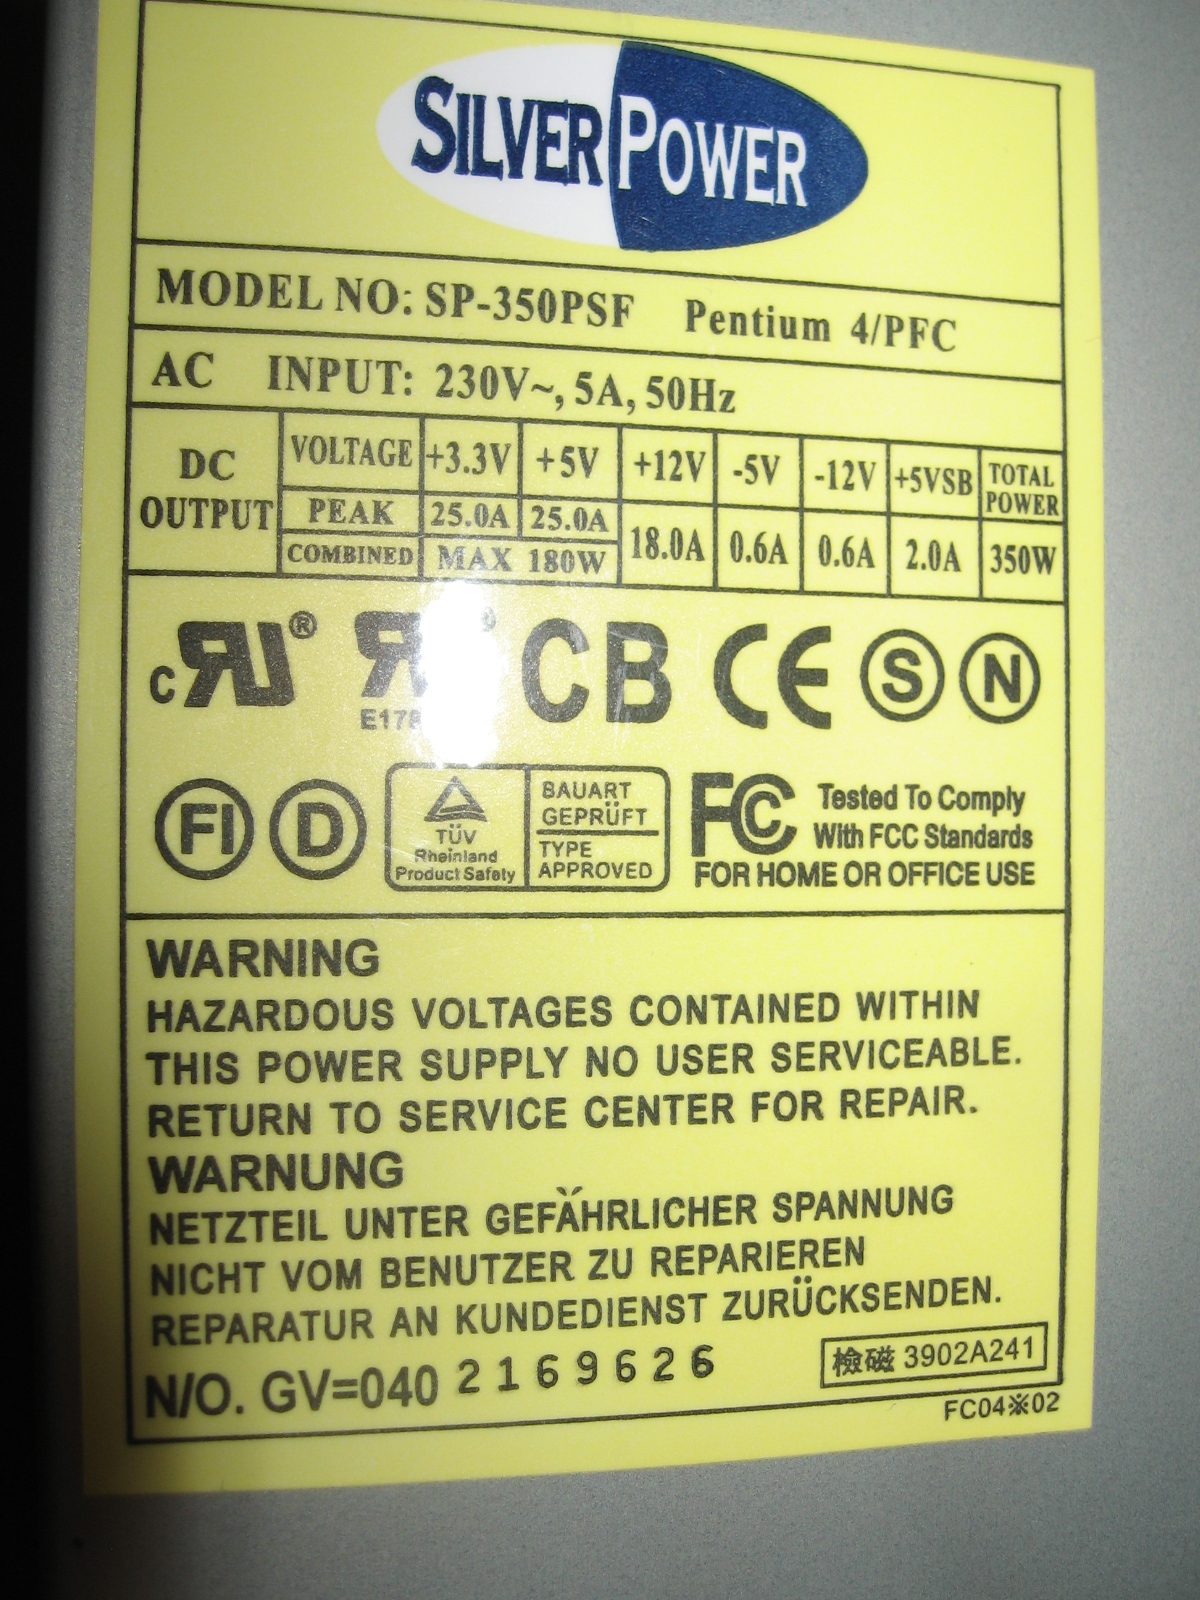 SILVERPOWER
MODEL NO: SP-350PSF Pentium 4/PFC
AC INPUT: 230V~, 5A, 50Hz
DC OUTPUT VOLTAGE +3.3V +5V +12V -5V -12V +5VSB TOTAL POWER
PEAK 25.0A 25.0A 18.0A 0.6A 0.6A 2.0A 350W
COMBINED MAX 180W
c RU ® RU ® CB CE S N
FI D
TÜV
Rheinland
Product Safety
BAUART
GEPRÜFT
TYPE
APPROVED
FCC Tested To Comply
With FCC Standards
FOR HOME OR OFFICE USE
WARNING
HAZARDOUS VOLTAGES CONTAINED WITHIN
THIS POWER SUPPLY NO USER SERVICEABLE.
RETURN TO SERVICE CENTER FOR REPAIR.
WARNUNG
NETZTEIL UNTER GEFÄHRLICHER SPANNUNG
NICHT VOM BENUTZER ZU REPARIEREN
REPARATUR AN KUNDEDIENST ZURÜCKSENDEN.
N/O. GV=040 2169626
檢磁 3902A241
FC04※02